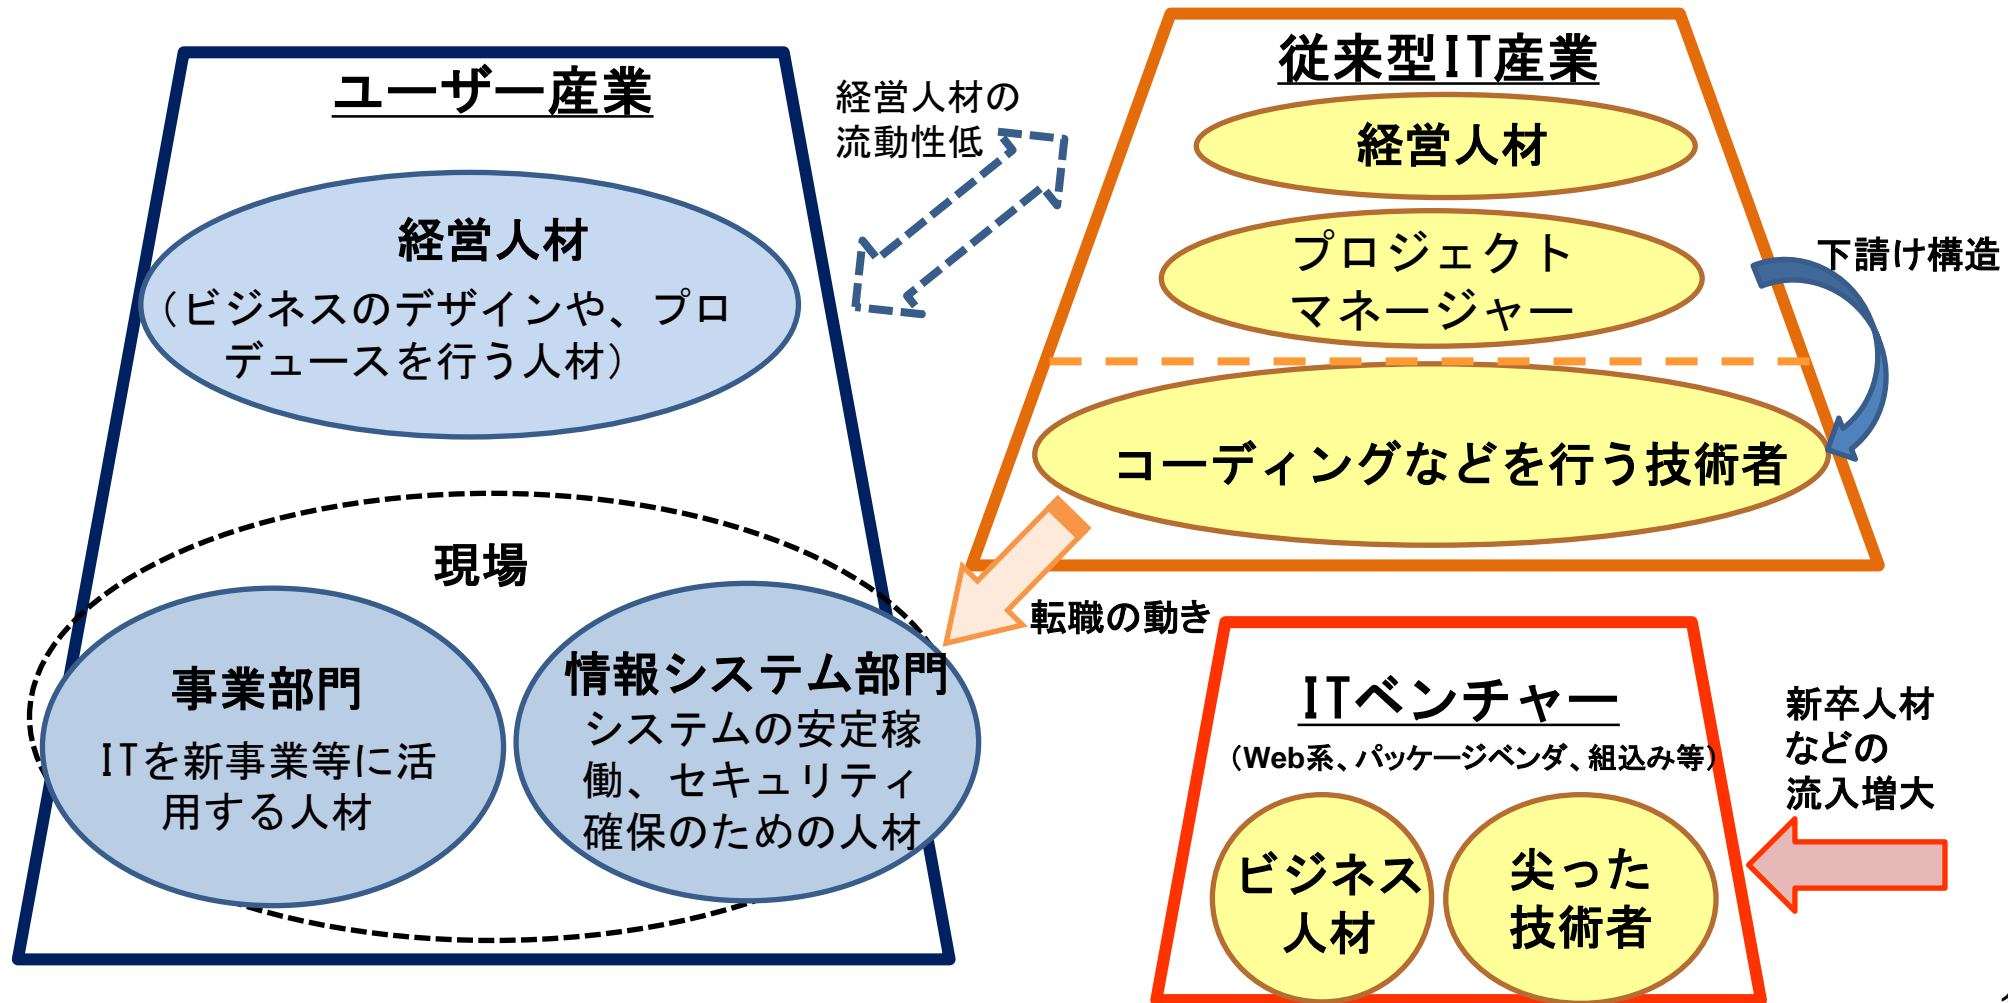 ユーザー産業
経営人材
（ビジネスのデザインや、プロ
デュースを行う人材）
現場
事業部門
ITを新事業等に活
用する人材
情報システム部門
システムの安定稼
働、セキュリティ
確保のための人材
経営人材の
流動性低
従来型IT産業
経営人材
プロジェクト
マネージャー
コーディングなどを行う技術者
下請け構造
転職の動き
ITベンチャー
（Web系、パッケージベンダ、組込み等）
ビジネス
人材
尖った
技術者
新卒人材
などの
流入増大